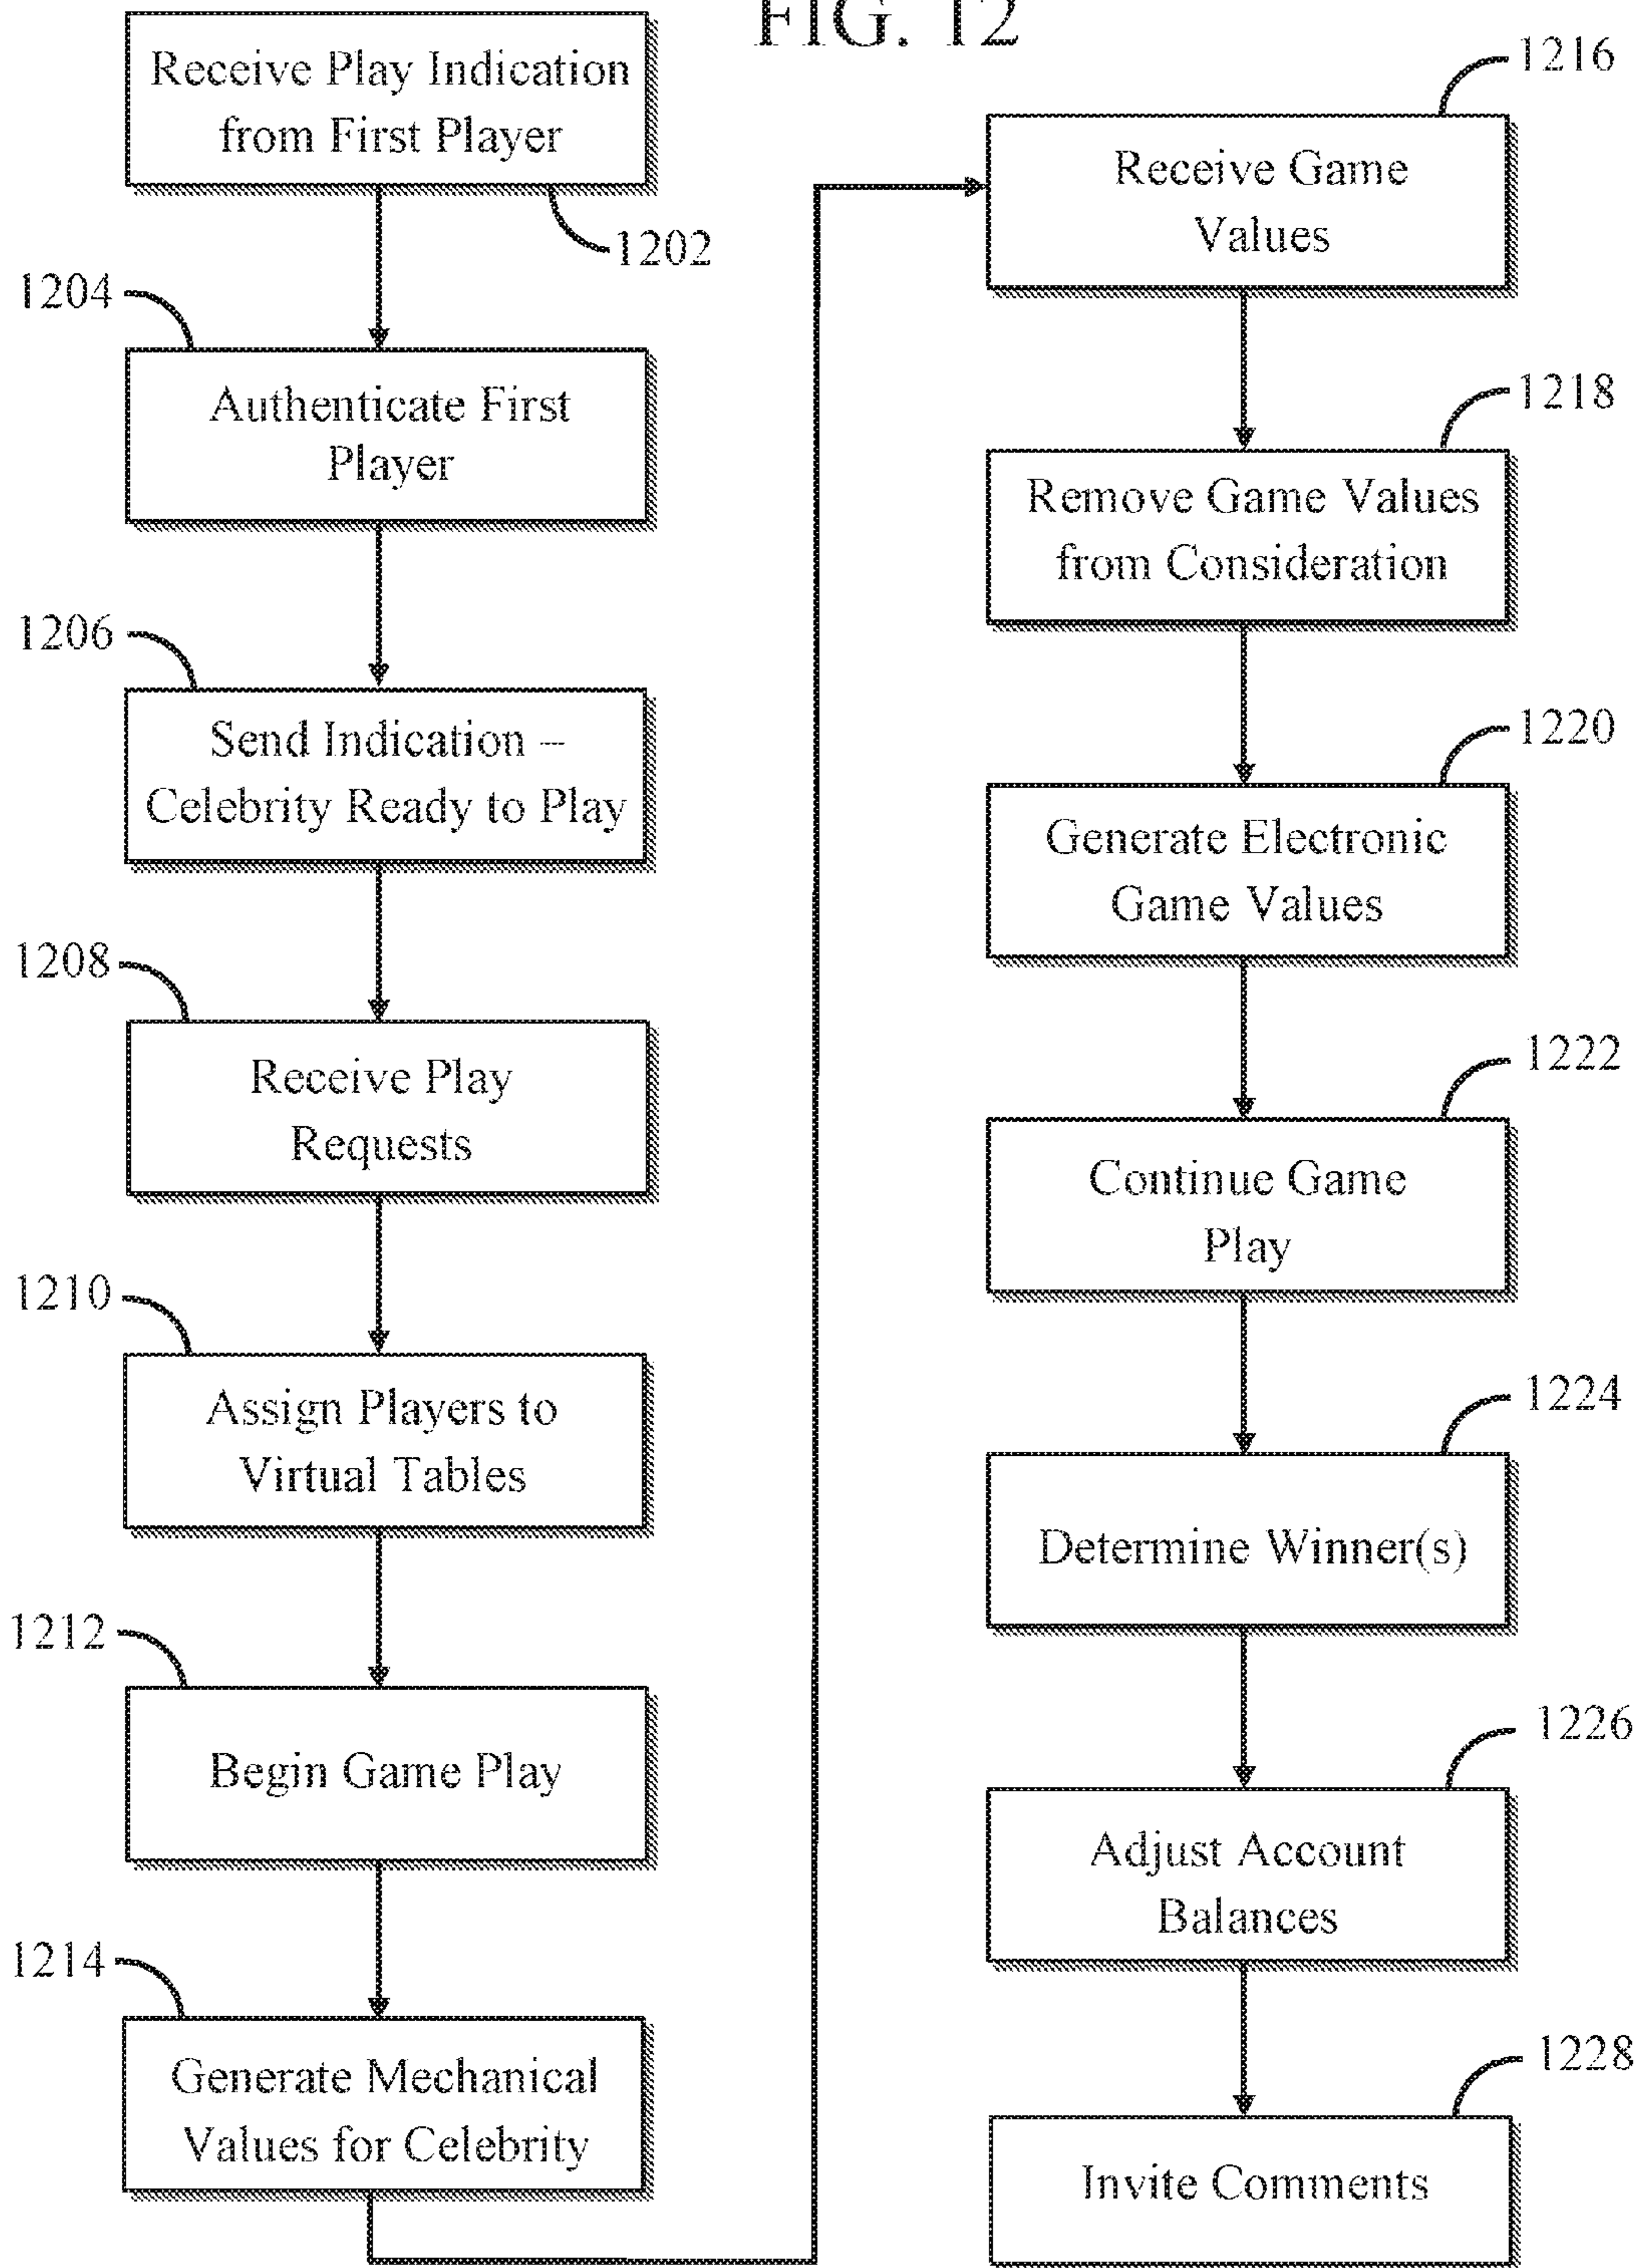 FIG. 12
Receive Play Indication
from First Player
1202
1204
Authenticate First
Player
1206
Send Indication –
Celebrity Ready to Play
1208
Receive Play
Requests
1210
Assign Players to
Virtual Tables
1212
Begin Game Play
1214
Generate Mechanical
Values for Celebrity
1216
Receive Game
Values
1218
Remove Game Values
from Consideration
1220
Generate Electronic
Game Values
1222
Continue Game
Play
1224
Determine Winner(s)
1226
Adjust Account
Balances
1228
Invite Comments